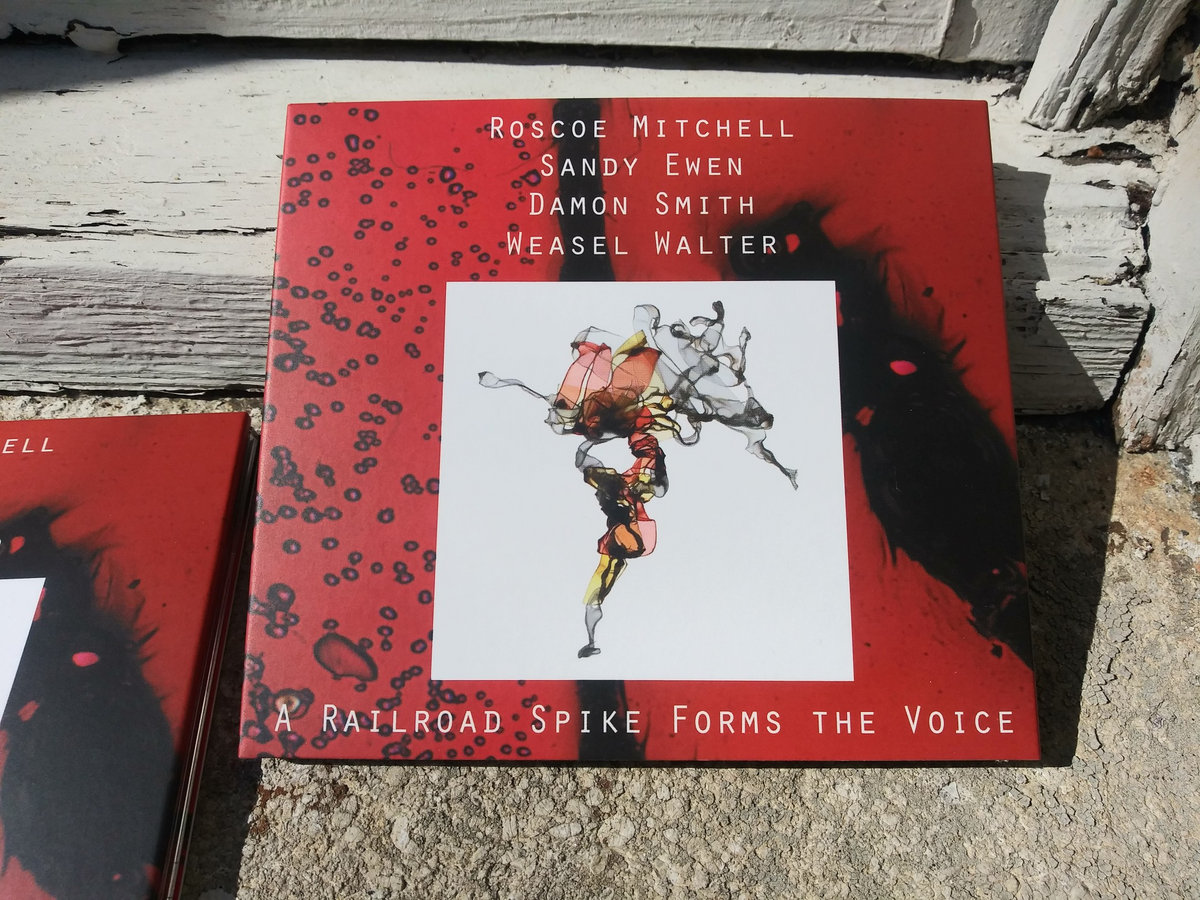 Roscoe Mitchell
Sandy Ewen
Damon Smith
Weasel Walter
A Railroad Spike Forms the Voice
ell